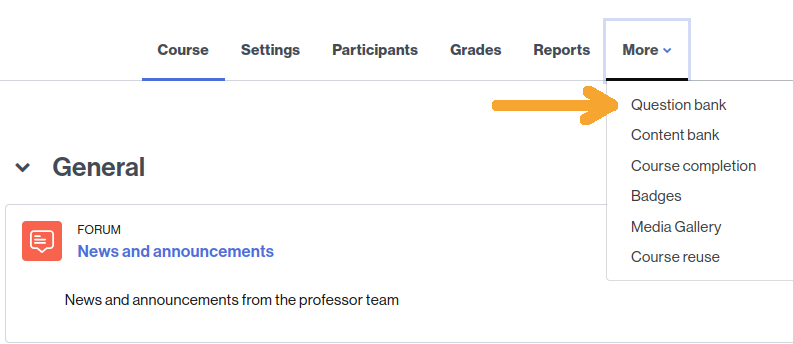 Course Settings Participants Grades Reports More
Question bank
Content bank
Course completion
Badges
Media Gallery
Course reuse
General
FORUM
News and announcements
News and announcements from the professor team